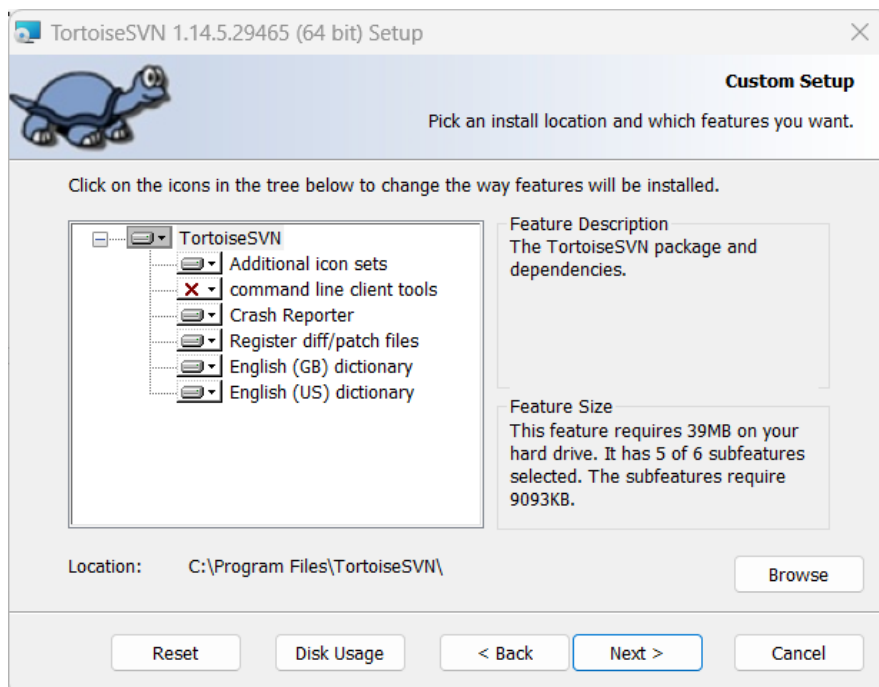 TortoiseSVN 1.14.5.29465 (64 bit) Setup
Custom Setup
Pick an install location and which features you want.
Click on the icons in the tree below to change the way features will be installed.
TortoiseSVN
Additional icon sets
command line client tools
Crash Reporter
Register diff/patch files
English (GB) dictionary
English (US) dictionary
Feature Description
The TortoiseSVN package and
dependencies.
Feature Size
This feature requires 39MB on your
hard drive. It has 5 of 6 subfeatures
selected. The subfeatures require
9093KB.
Location: C:\Program Files\TortoiseSVN\
Browse
Reset Disk Usage < Back Next > Cancel